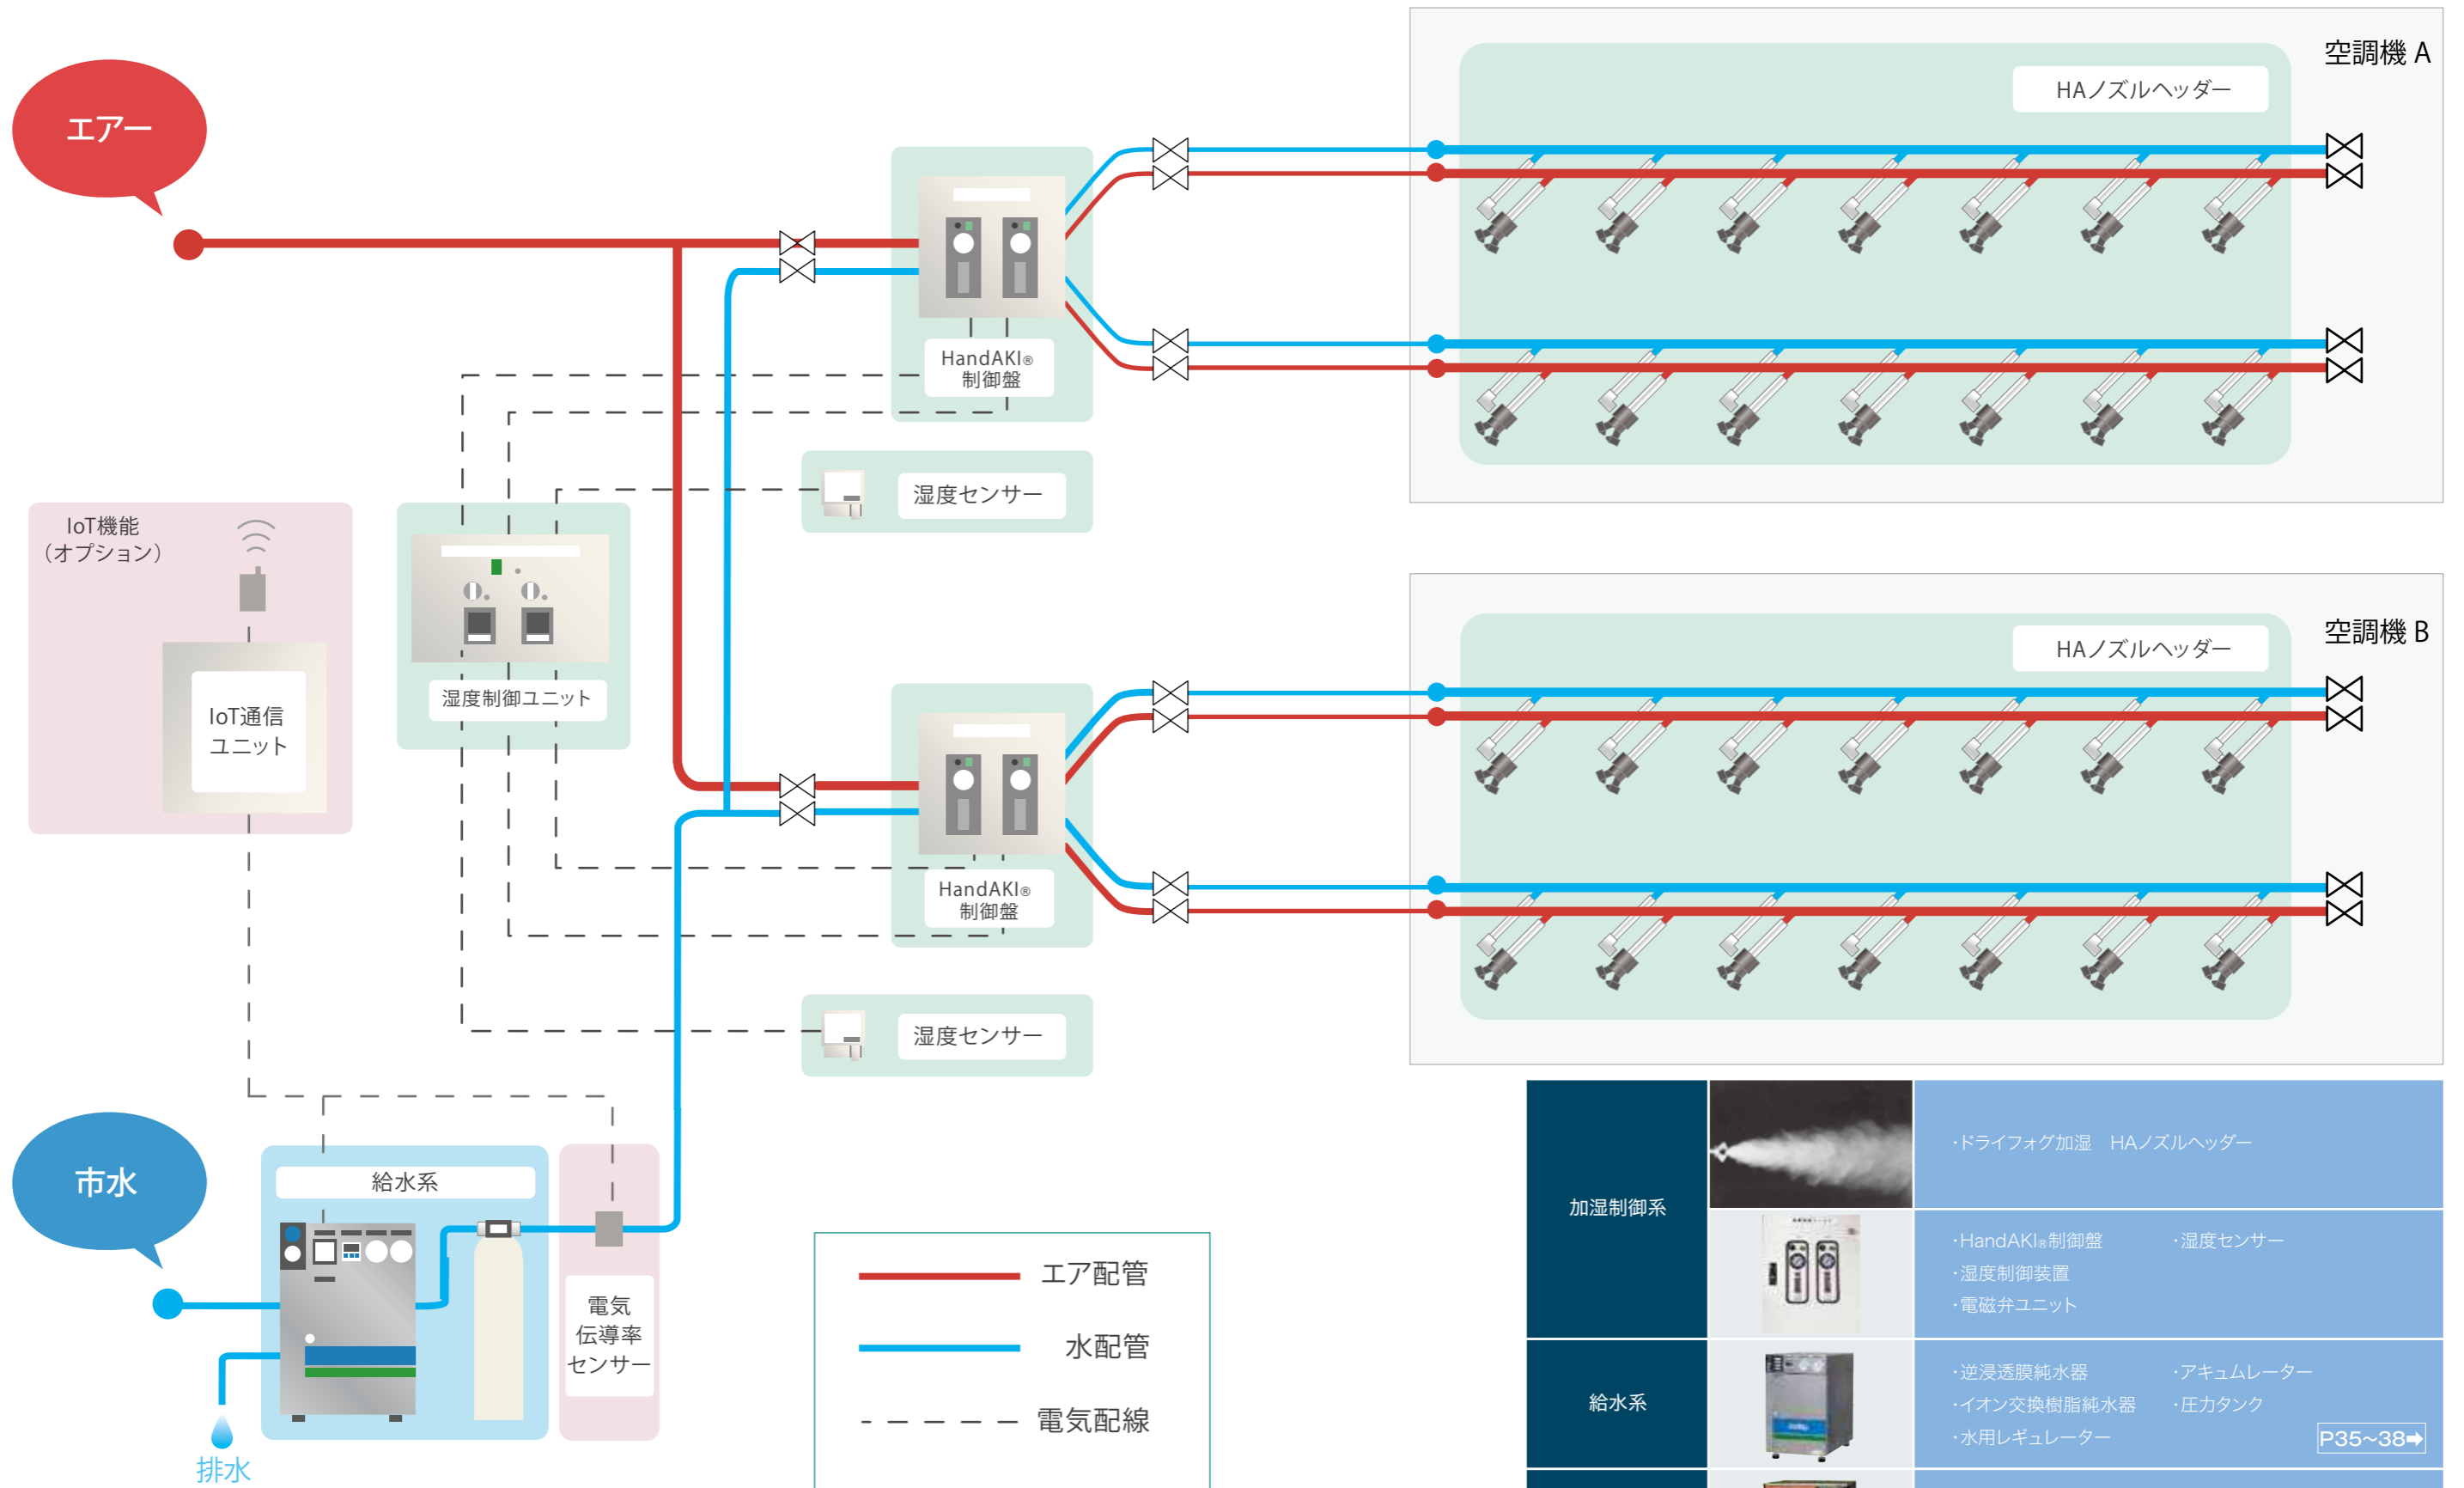 エアー
空調機 A
HAノズルヘッダー
HandAKI®
制御盤
湿度センサー
IoT機能
（オプション）
IoT通信
ユニット
湿度制御ユニット
空調機 B
HAノズルヘッダー
HandAKI®
制御盤
湿度センサー
市水
給水系
電気
伝導率
センサー
排水
エア配管
水配管
電気配線
加湿制御系
・ドライフォグ加湿　HAノズルヘッダー
・HandAKI®制御盤　・湿度センサー
・湿度制御装置
・電磁弁ユニット
給水系
・逆浸透膜純水器　・アキュムレーター
・イオン交換樹脂純水器　・圧力タンク
・水用レギュレーター
P35~38➡